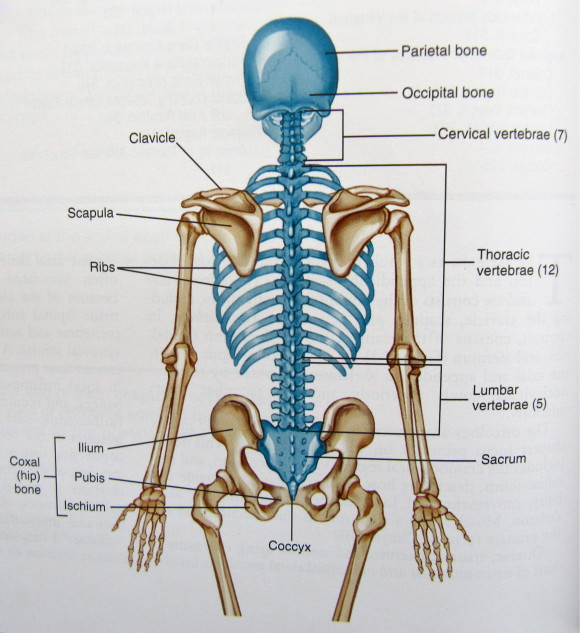 Parietal bone
Occipital bone
Cervical vertebrae (7)
Clavicle
Scapula
Ribs
Thoracic
vertebrae (12)
Lumbar
vertebrae (5)
Coxal
(hip)
bone
Ilium
Pubis
Ischium
Sacrum
Coccyx